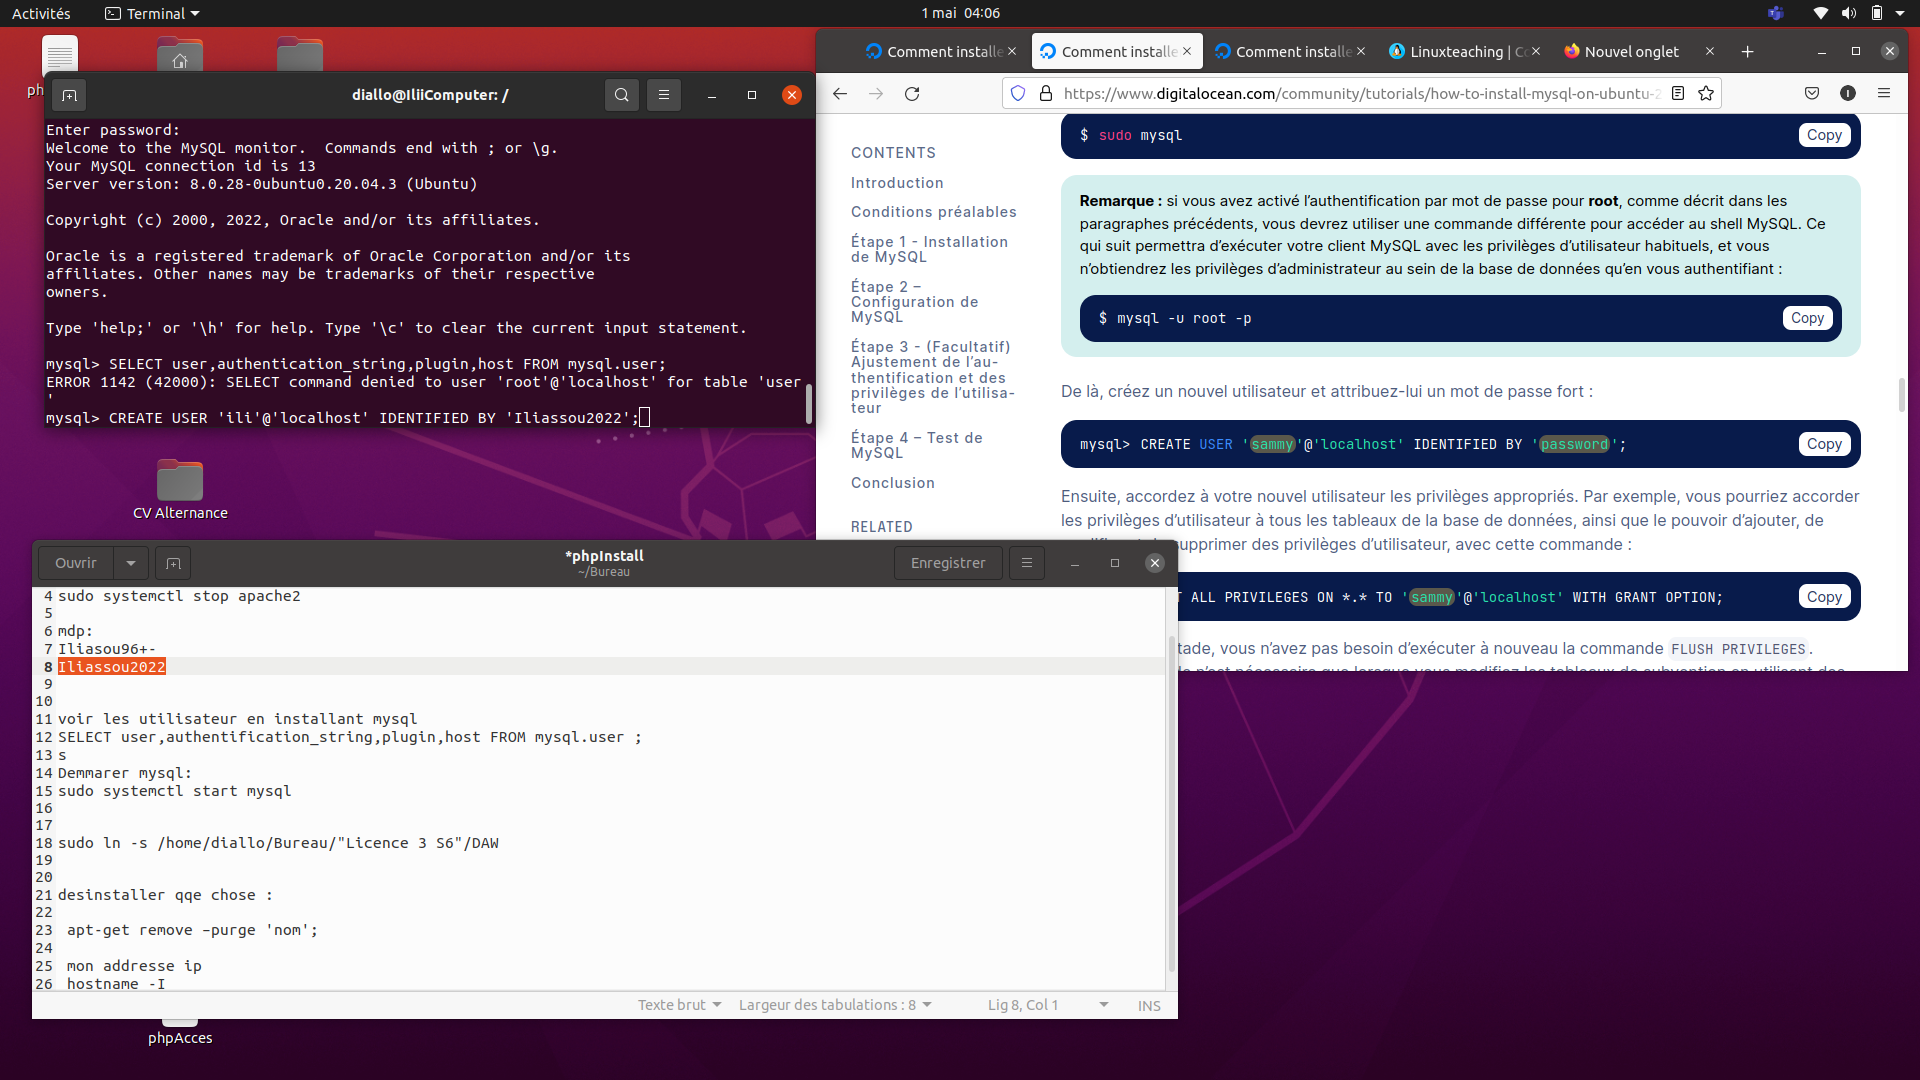 Activités
Terminal
1 mai 04:06
ph
diallo@IliiComputer: /
Enter password:
Welcome to the MySQL monitor.  Commands end with ; or \g.
Your MySQL connection id is 13
Server version: 8.0.28-0ubuntu0.20.04.3 (Ubuntu)
Copyright (c) 2000, 2022, Oracle and/or its affiliates.
Oracle is a registered trademark of Oracle Corporation and/or its
affiliates. Other names may be trademarks of their respective
owners.
Type 'help;' or '\h' for help. Type '\c' to clear the current input statement.
mysql> SELECT user,authentication_string,plugin,host FROM mysql.user;
ERROR 1142 (42000): SELECT command denied to user 'root'@'localhost' for table 'user
'
mysql> CREATE USER 'ili'@'localhost' IDENTIFIED BY 'Iliassou2022';
CV Alternance
Comment installe
Comment installe
Comment installe
Linuxteaching | Co
Nouvel onglet
https://www.digitalocean.com/community/tutorials/how-to-install-mysql-on-ubuntu-2
CONTENTS
Introduction
Conditions préalables
Étape 1 - Installation
de MySQL
Étape 2 –
Configuration de
MySQL
Étape 3 - (Facultatif)
Ajustement de l’au-
thentification et des
privilèges de l’utilisa-
teur
Étape 4 – Test de
MySQL
Conclusion
RELATED
$ sudo mysql
Copy
Remarque : si vous avez activé l’authentification par mot de passe pour root, comme décrit dans les
paragraphes précédents, vous devrez utiliser une commande différente pour accéder au shell MySQL. Ce
qui suit permettra d’exécuter votre client MySQL avec les privilèges d’utilisateur habituels, et vous
n’obtiendrez les privilèges d’administrateur au sein de la base de données qu’en vous authentifiant :
$ mysql -u root -p
Copy
De là, créez un nouvel utilisateur et attribuez-lui un mot de passe fort :
mysql> CREATE USER 'sammy'@'localhost' IDENTIFIED BY 'password';
Copy
Ensuite, accordez à votre nouvel utilisateur les privilèges appropriés. Par exemple, vous pourriez accorder
les privilèges d’utilisateur à tous les tableaux de la base de données, ainsi que le pouvoir d’ajouter, de
supprimer des privilèges d’utilisateur, avec cette commande :
T ALL PRIVILEGES ON *.* TO 'sammy'@'localhost' WITH GRANT OPTION;
Copy
tade, vous n’avez pas besoin d’exécuter à nouveau la commande FLUSH PRIVILEGES.
Ouvrir
*phpInstall
~/Bureau
Enregistrer
4 sudo systemctl stop apache2
5
6 mdp:
7 Iliasou96+-
8 Iliassou2022
9
10
11 voir les utilisateur en installant mysql
12 SELECT user,authentification_string,plugin,host FROM mysql.user ;
13 s
14 Demmarer mysql:
15 sudo systemctl start mysql
16
17
18 sudo ln -s /home/diallo/Bureau/"Licence 3 S6"/DAW
19
20
21 desinstaller qqe chose :
22
23  apt-get remove –purge 'nom';
24
25  mon addresse ip
26  hostname -I
Texte brut
Largeur des tabulations : 8
Lig 8, Col 1
INS
phpAcces